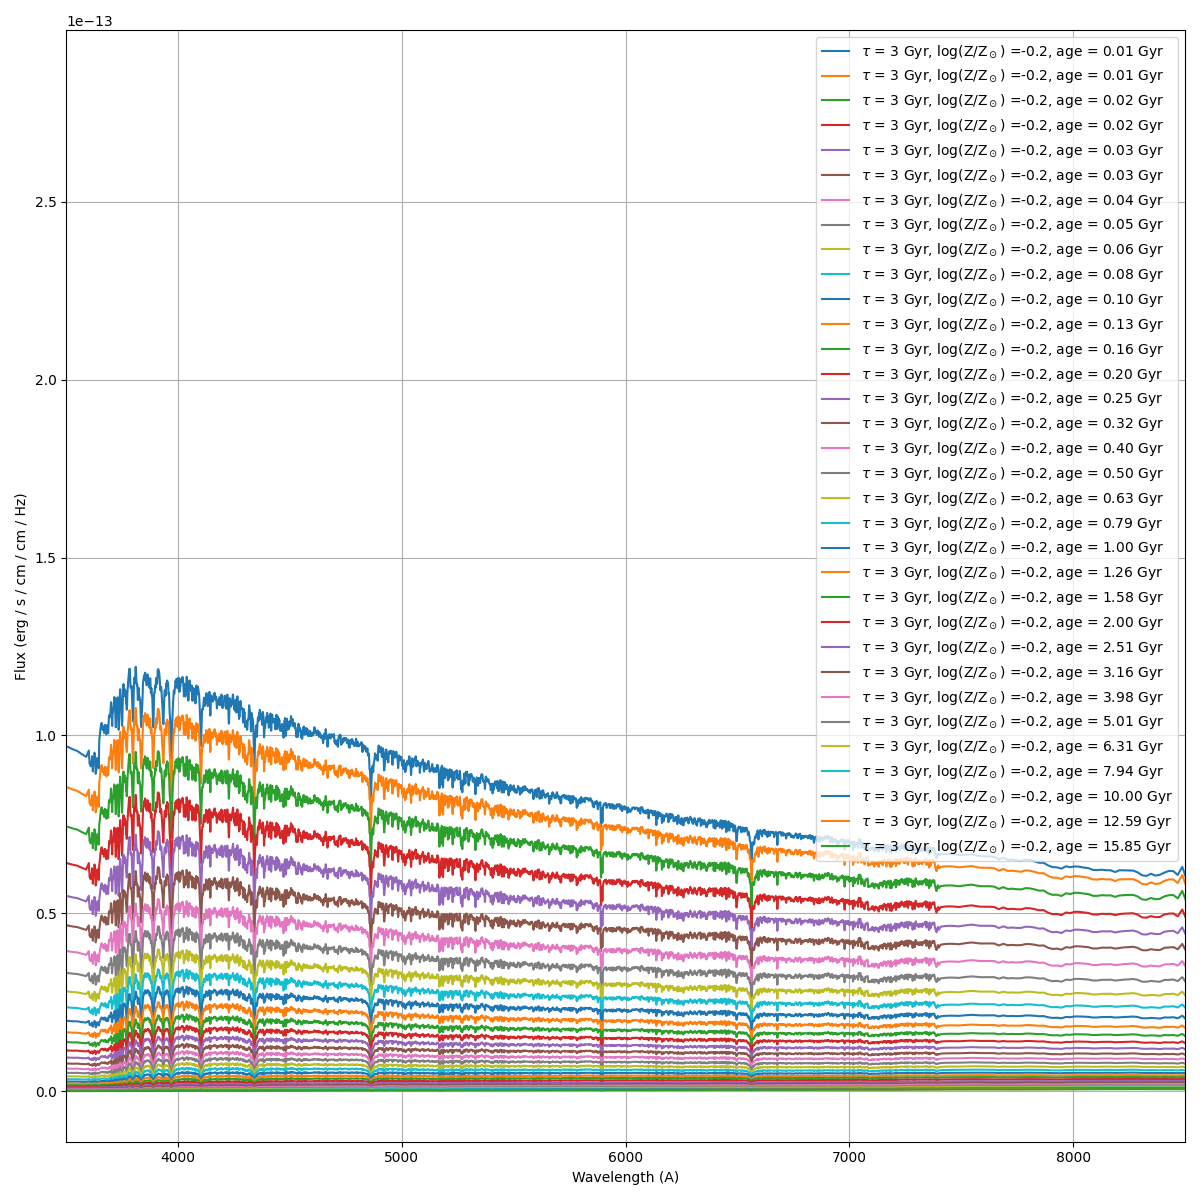 1e−13
τ = 3 Gyr, log(Z/Z⊙) =-0.2, age = 0.01 Gyr
τ = 3 Gyr, log(Z/Z⊙) =-0.2, age = 0.01 Gyr
τ = 3 Gyr, log(Z/Z⊙) =-0.2, age = 0.02 Gyr
τ = 3 Gyr, log(Z/Z⊙) =-0.2, age = 0.02 Gyr
τ = 3 Gyr, log(Z/Z⊙) =-0.2, age = 0.03 Gyr
τ = 3 Gyr, log(Z/Z⊙) =-0.2, age = 0.03 Gyr
τ = 3 Gyr, log(Z/Z⊙) =-0.2, age = 0.04 Gyr
τ = 3 Gyr, log(Z/Z⊙) =-0.2, age = 0.05 Gyr
τ = 3 Gyr, log(Z/Z⊙) =-0.2, age = 0.06 Gyr
τ = 3 Gyr, log(Z/Z⊙) =-0.2, age = 0.08 Gyr
τ = 3 Gyr, log(Z/Z⊙) =-0.2, age = 0.10 Gyr
τ = 3 Gyr, log(Z/Z⊙) =-0.2, age = 0.13 Gyr
τ = 3 Gyr, log(Z/Z⊙) =-0.2, age = 0.16 Gyr
τ = 3 Gyr, log(Z/Z⊙) =-0.2, age = 0.20 Gyr
τ = 3 Gyr, log(Z/Z⊙) =-0.2, age = 0.25 Gyr
τ = 3 Gyr, log(Z/Z⊙) =-0.2, age = 0.32 Gyr
τ = 3 Gyr, log(Z/Z⊙) =-0.2, age = 0.40 Gyr
τ = 3 Gyr, log(Z/Z⊙) =-0.2, age = 0.50 Gyr
τ = 3 Gyr, log(Z/Z⊙) =-0.2, age = 0.63 Gyr
τ = 3 Gyr, log(Z/Z⊙) =-0.2, age = 0.79 Gyr
τ = 3 Gyr, log(Z/Z⊙) =-0.2, age = 1.00 Gyr
τ = 3 Gyr, log(Z/Z⊙) =-0.2, age = 1.26 Gyr
τ = 3 Gyr, log(Z/Z⊙) =-0.2, age = 1.58 Gyr
τ = 3 Gyr, log(Z/Z⊙) =-0.2, age = 2.00 Gyr
τ = 3 Gyr, log(Z/Z⊙) =-0.2, age = 2.51 Gyr
τ = 3 Gyr, log(Z/Z⊙) =-0.2, age = 3.16 Gyr
τ = 3 Gyr, log(Z/Z⊙) =-0.2, age = 3.98 Gyr
τ = 3 Gyr, log(Z/Z⊙) =-0.2, age = 5.01 Gyr
τ = 3 Gyr, log(Z/Z⊙) =-0.2, age = 6.31 Gyr
τ = 3 Gyr, log(Z/Z⊙) =-0.2, age = 7.94 Gyr
τ = 3 Gyr, log(Z/Z⊙) =-0.2, age = 10.00 Gyr
τ = 3 Gyr, log(Z/Z⊙) =-0.2, age = 12.59 Gyr
τ = 3 Gyr, log(Z/Z⊙) =-0.2, age = 15.85 Gyr
Flux (erg / s / cm / cm / Hz)
2.5
2.0
1.5
1.0
0.5
0.0
4000
5000
6000
7000
8000
Wavelength (A)